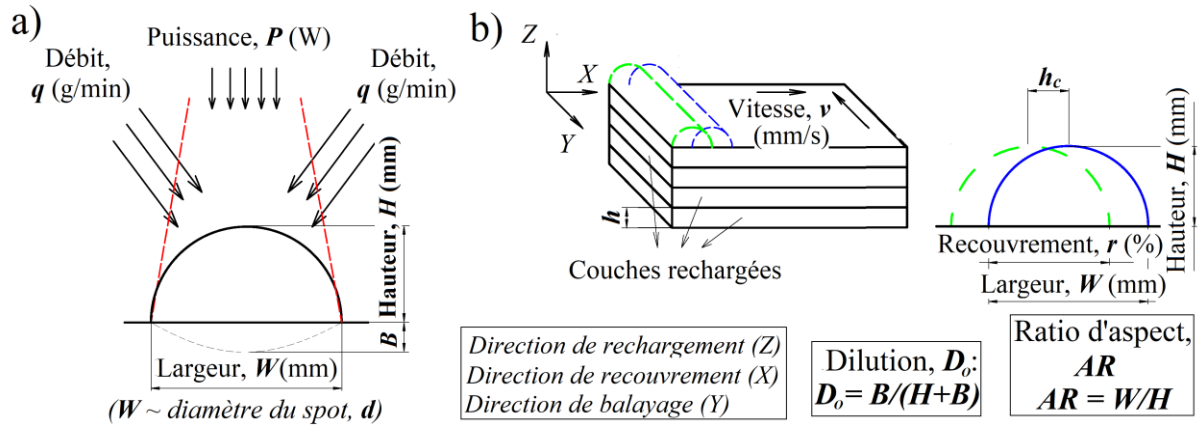 a)
Puissance, P (W)
Débit,
q (g/min)
Débit,
q (g/min)
Hauteur, H (mm)
B
Largeur, W(mm)
(W ~ diamètre du spot, d)
b)
Z
X
Y
Vitesse, v
(mm/s)
h
Couches rechargées
hc
Hauteur, H (mm)
Recouvrement, r (%)
Largeur, W (mm)
Direction de rechargement (Z)
Direction de recouvrement (X)
Direction de balayage (Y)
Dilution, Do:
Do= B/(H+B)
Ratio d'aspect,
AR
AR = W/H